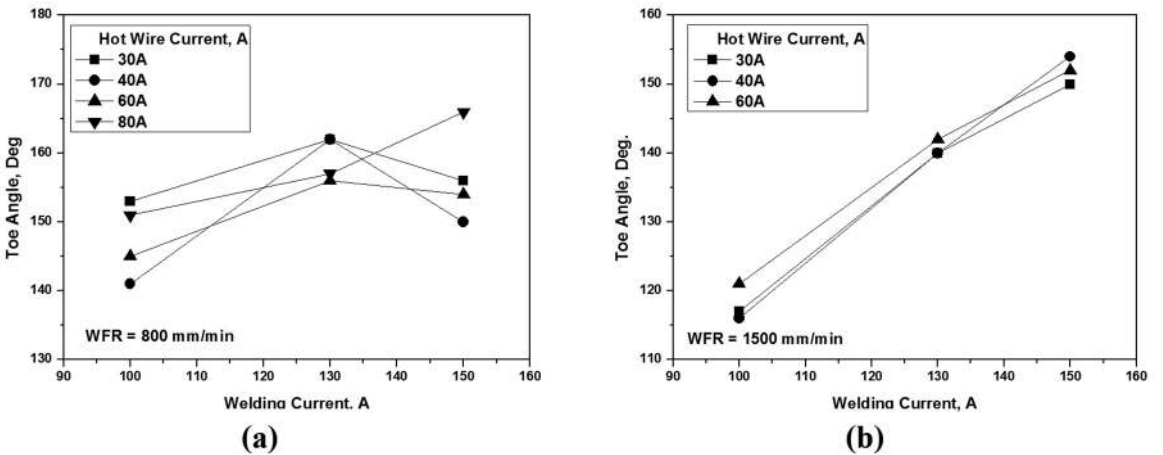 180
170
160
150
140
130
Toe Angle, Deg
Hot Wire Current, A
30A
40A
60A
80A
WFR = 800 mm/min
90 100 110 120 130 140 150 160
Welding Current, A
(a)
160
150
140
130
120
110
Toe Angle, Deg.
Hot Wire Current, A
30A
40A
60A
WFR = 1500 mm/min
90 100 110 120 130 140 150 160
Welding Current, A
(b)